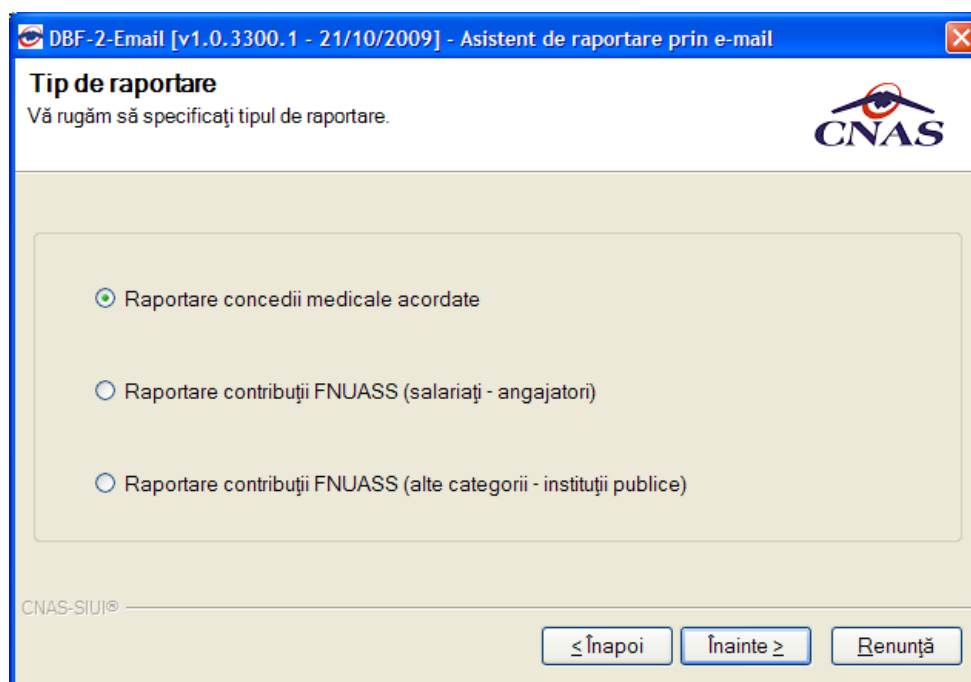 DBF-2-Email [v1.0.3300.1 - 21/10/2009] - Asistent de raportare prin e-mail
Tip de raportare
Vă rugăm să specificaţi tipul de raportare.
CNAS
Raportare concedii medicale acordate
Raportare contribuţii FNUASS (salariaţi - angajatori)
Raportare contribuţii FNUASS (alte categorii - instituţii publice)
CNAS-SIUI®
< Înapoi
Înainte >
Renunţă